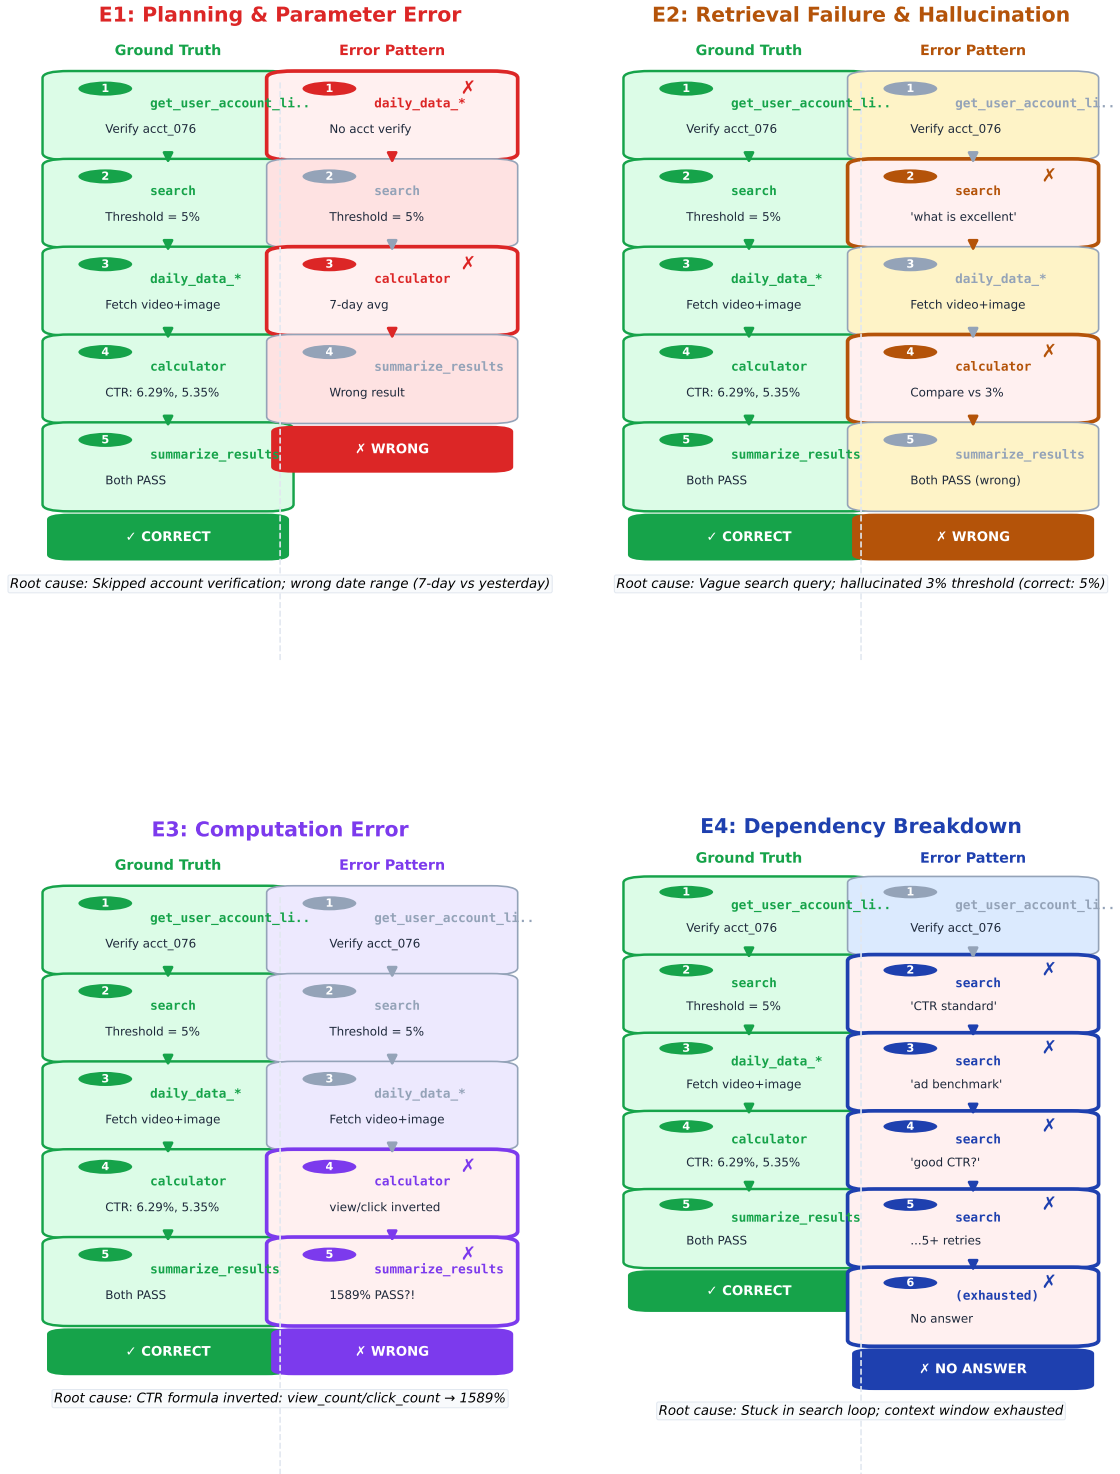 E1: Planning & Parameter Error
Ground Truth
Error Pattern
1
get_user_account_li..
Verify acct_076
2
search
Threshold = 5%
3
daily_data_*
Fetch video+image
4
calculator
CTR: 6.29%, 5.35%
5
summarize_results
Both PASS
✓ CORRECT
1
✗
daily_data_*
No acct verify
2
search
Threshold = 5%
3
✗
calculator
7-day avg
4
summarize_results
Wrong result
✗ WRONG
Root cause: Skipped account verification; wrong date range (7-day vs yesterday)
E2: Retrieval Failure & Hallucination
Ground Truth
Error Pattern
1
get_user_account_li..
Verify acct_076
2
search
Threshold = 5%
3
daily_data_*
Fetch video+image
4
calculator
CTR: 6.29%, 5.35%
5
summarize_results
Both PASS
✓ CORRECT
1
get_user_account_li..
Verify acct_076
2
✗
search
'what is excellent'
3
daily_data_*
Fetch video+image
4
✗
calculator
Compare vs 3%
5
summarize_results
Both PASS (wrong)
✗ WRONG
Root cause: Vague search query; hallucinated 3% threshold (correct: 5%)
E3: Computation Error
Ground Truth
Error Pattern
1
get_user_account_li..
Verify acct_076
2
search
Threshold = 5%
3
daily_data_*
Fetch video+image
4
calculator
CTR: 6.29%, 5.35%
5
summarize_results
Both PASS
✓ CORRECT
1
get_user_account_li..
Verify acct_076
2
search
Threshold = 5%
3
daily_data_*
Fetch video+image
4
✗
calculator
view/click inverted
5
✗
summarize_results
1589% PASS?!
✗ WRONG
Root cause: CTR formula inverted: view_count/click_count → 1589%
E4: Dependency Breakdown
Ground Truth
Error Pattern
1
get_user_account_li..
Verify acct_076
2
search
Threshold = 5%
3
daily_data_*
Fetch video+image
4
calculator
CTR: 6.29%, 5.35%
5
summarize_results
Both PASS
✓ CORRECT
1
get_user_account_li..
Verify acct_076
2
✗
search
'CTR standard'
3
✗
search
'ad benchmark'
4
✗
search
'good CTR?'
5
✗
search
...5+ retries
6
✗
(exhausted)
No answer
✗ NO ANSWER
Root cause: Stuck in search loop; context window exhausted